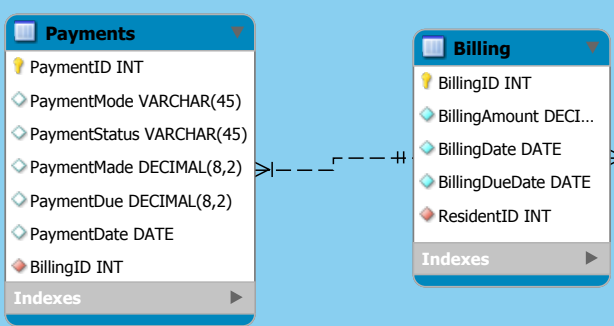 Payments
PaymentID INT
PaymentMode VARCHAR(45)
PaymentStatus VARCHAR(45)
PaymentMade DECIMAL(8,2)
PaymentDue DECIMAL(8,2)
PaymentDate DATE
BillingID INT
Indexes
Billing
BillingID INT
BillingAmount DECI...
BillingDate DATE
BillingDueDate DATE
ResidentID INT
Indexes